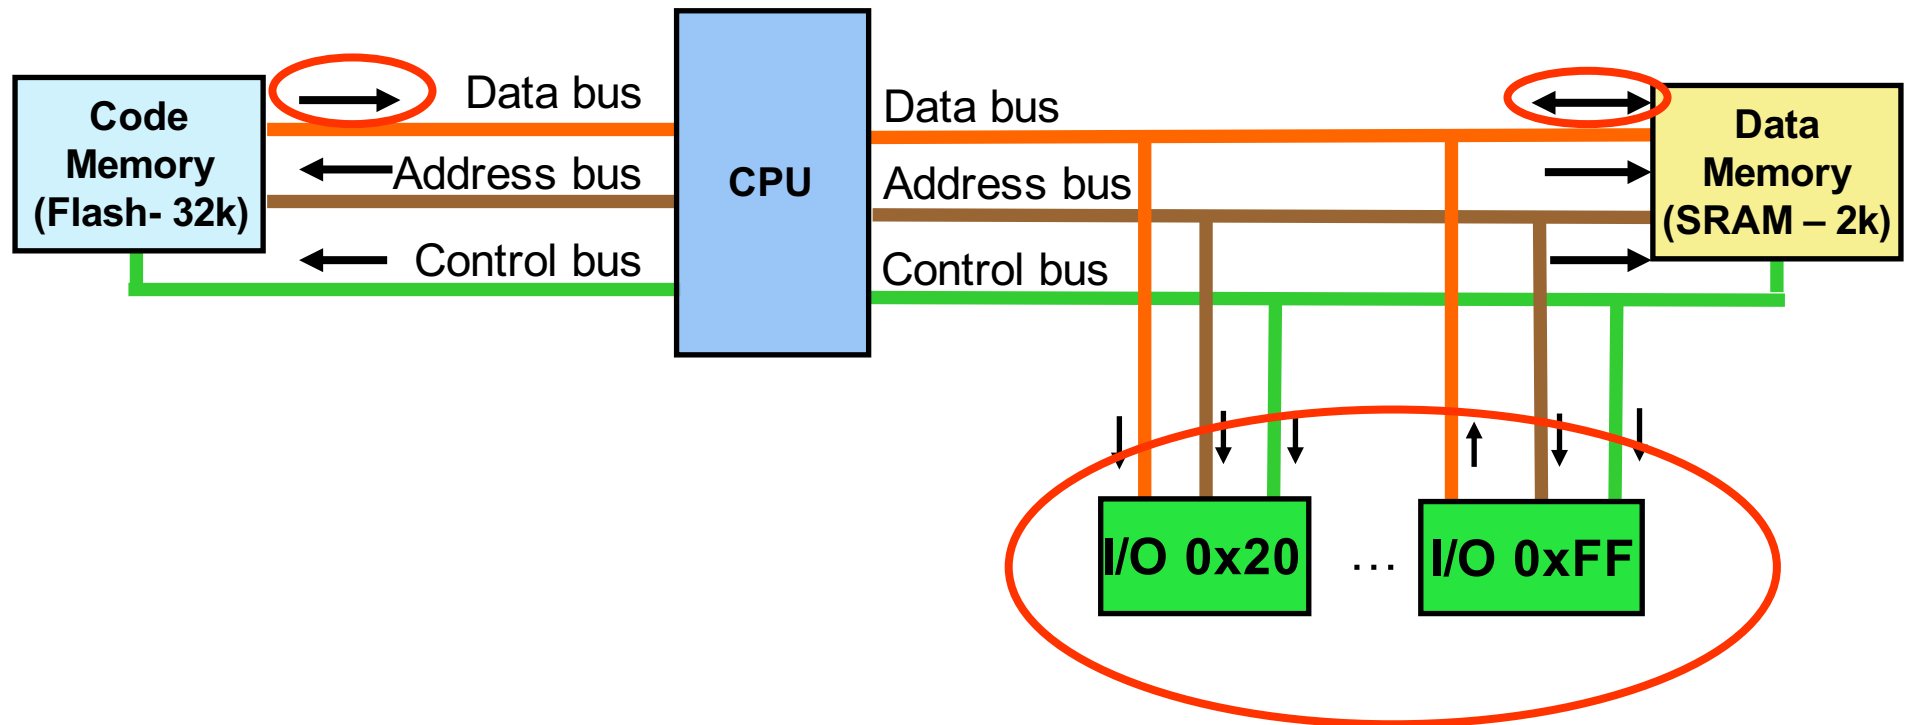 Code
Memory
(Flash- 32k)
Data bus
Address bus
Control bus
CPU
Data bus
Address bus
Control bus
Data
Memory
(SRAM – 2k)
I/O 0x20
...
I/O 0xFF